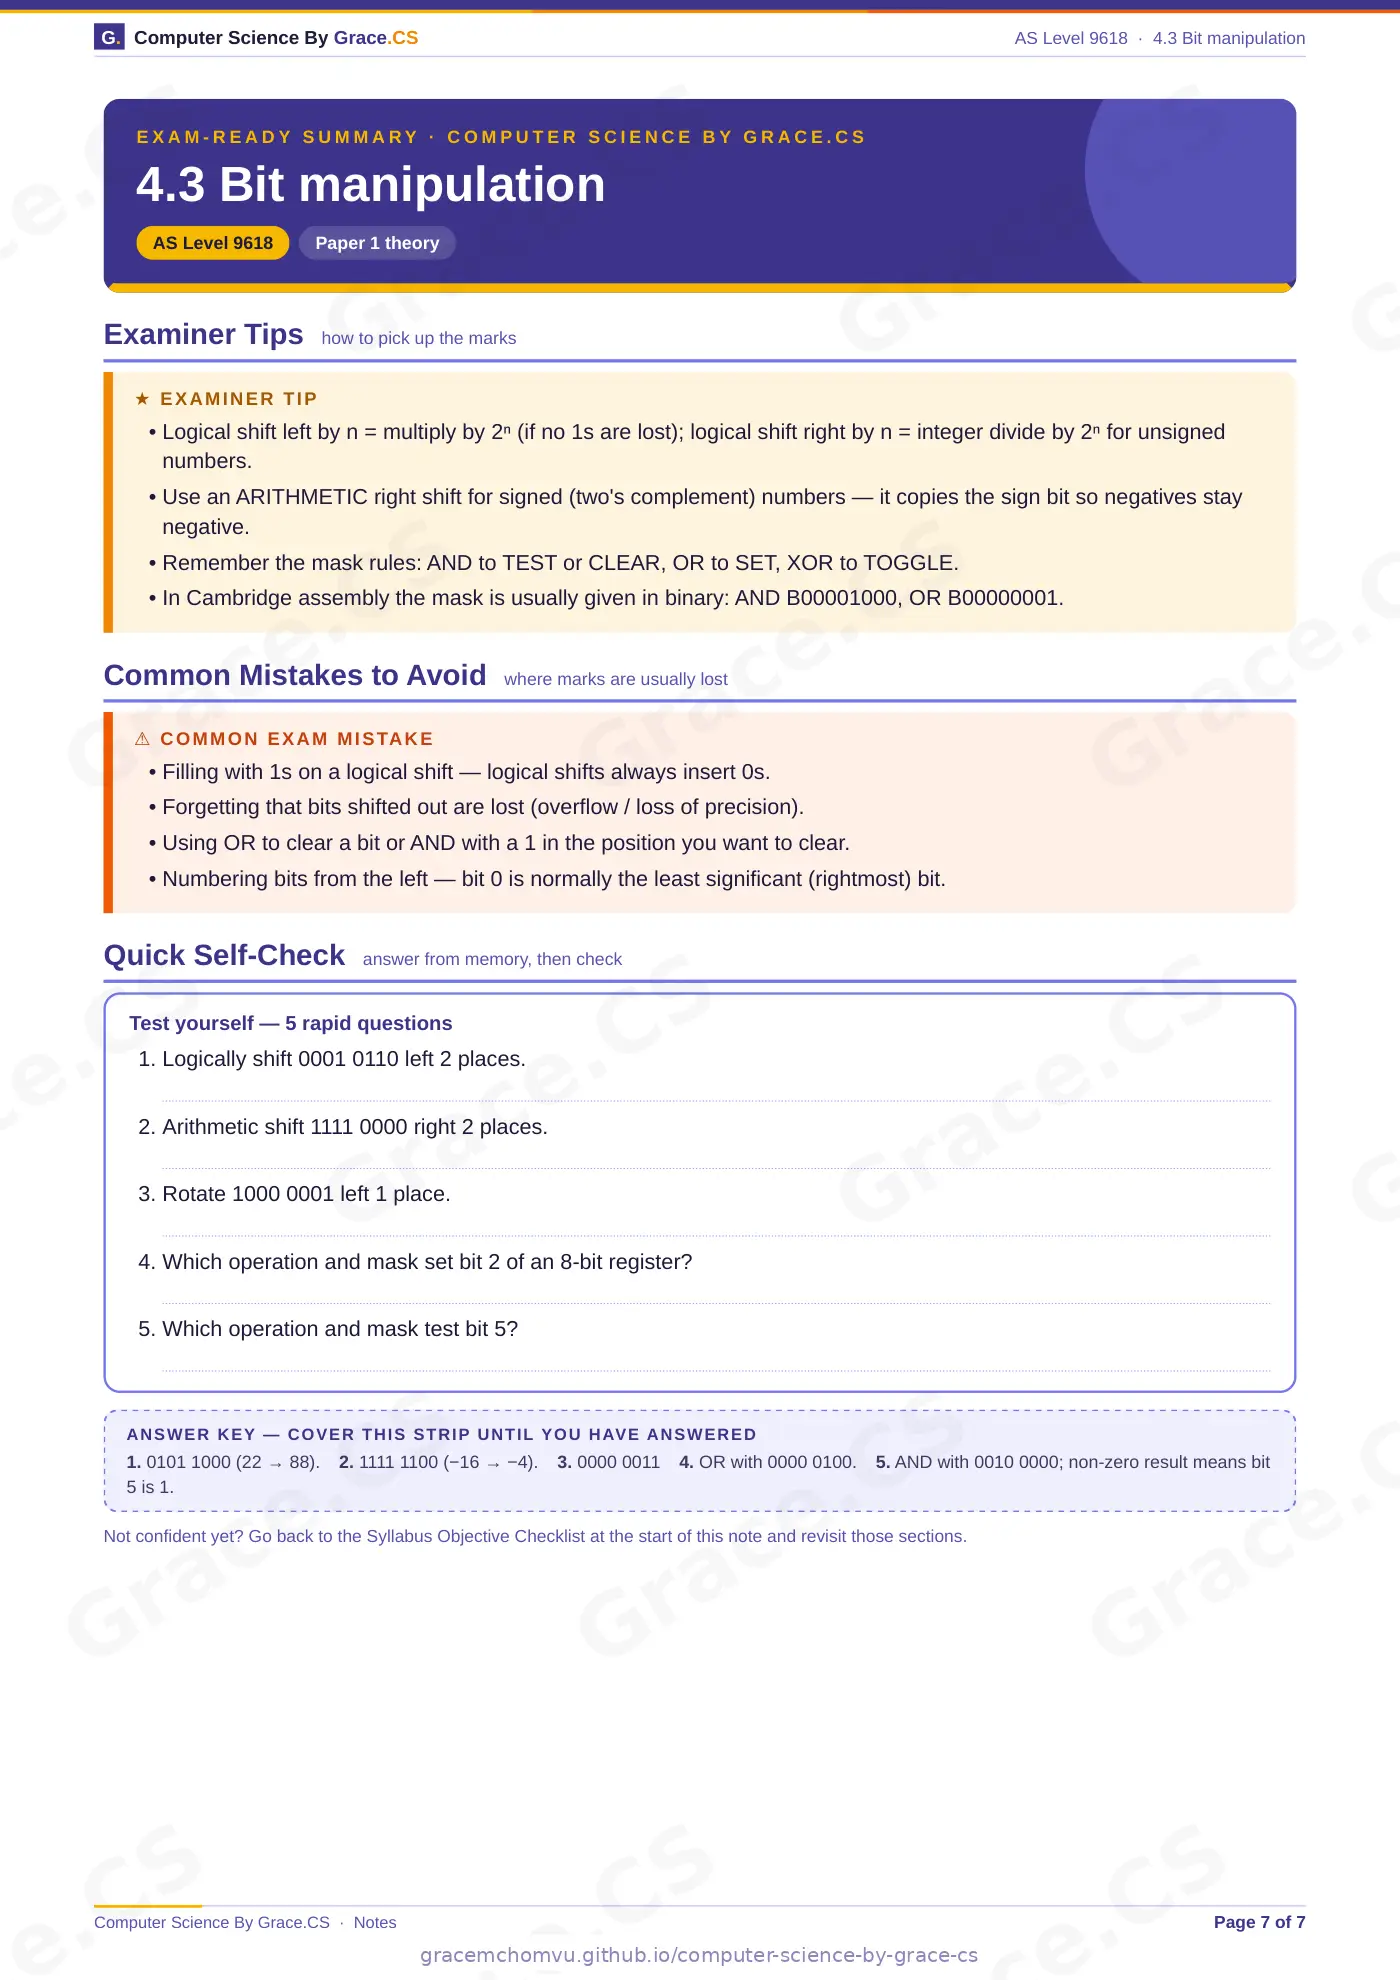 G. Computer Science By Grace.CS
AS Level 9618 · 4.3 Bit manipulation
EXAM-READY SUMMARY · COMPUTER SCIENCE BY GRACE.CS
4.3 Bit manipulation
AS Level 9618 Paper 1 theory
Examiner Tips how to pick up the marks
★ EXAMINER TIP
• Logical shift left by n = multiply by 2ⁿ (if no 1s are lost); logical shift right by n = integer divide by 2ⁿ for unsigned
numbers.
• Use an ARITHMETIC right shift for signed (two's complement) numbers — it copies the sign bit so negatives stay
negative.
• Remember the mask rules: AND to TEST or CLEAR, OR to SET, XOR to TOGGLE.
• In Cambridge assembly the mask is usually given in binary: AND B00001000, OR B00000001.
Common Mistakes to Avoid where marks are usually lost
⚠ COMMON EXAM MISTAKE
• Filling with 1s on a logical shift — logical shifts always insert 0s.
• Forgetting that bits shifted out are lost (overflow / loss of precision).
• Using OR to clear a bit or AND with a 1 in the position you want to clear.
• Numbering bits from the left — bit 0 is normally the least significant (rightmost) bit.
Quick Self-Check answer from memory, then check
Test yourself — 5 rapid questions
1. Logically shift 0001 0110 left 2 places.
2. Arithmetic shift 1111 0000 right 2 places.
3. Rotate 1000 0001 left 1 place.
4. Which operation and mask set bit 2 of an 8-bit register?
5. Which operation and mask test bit 5?
ANSWER KEY — COVER THIS STRIP UNTIL YOU HAVE ANSWERED
1. 0101 1000 (22 → 88). 2. 1111 1100 (−16 → −4). 3. 0000 0011 4. OR with 0000 0100. 5. AND with 0010 0000; non-zero result means bit
5 is 1.
Not confident yet? Go back to the Syllabus Objective Checklist at the start of this note and revisit those sections.
Computer Science By Grace.CS · Notes
Page 7 of 7
gracemchomvu.github.io/computer-science-by-grace-cs